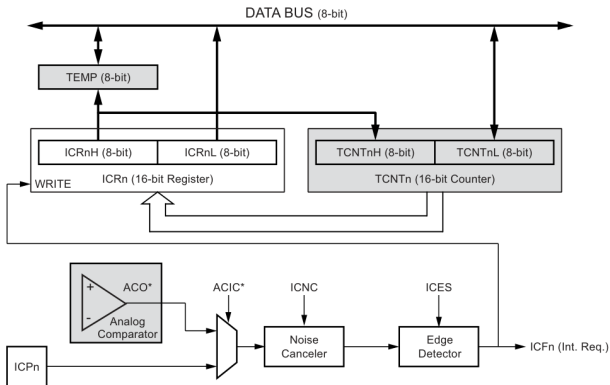 DATA BUS (8-bit)
TEMP (8-bit)
ICRnH (8-bit) ICRnL (8-bit)
TCNTnH (8-bit) TCNTnL (8-bit)
WRITE
ICRn (16-bit Register)
TCNTn (16-bit Counter)
+
-
ACO*
Analog
Comparator
ACIC*
ICNC
ICES
Noise
Canceler
Edge
Detector
ICFn (Int. Req.)
ICPn